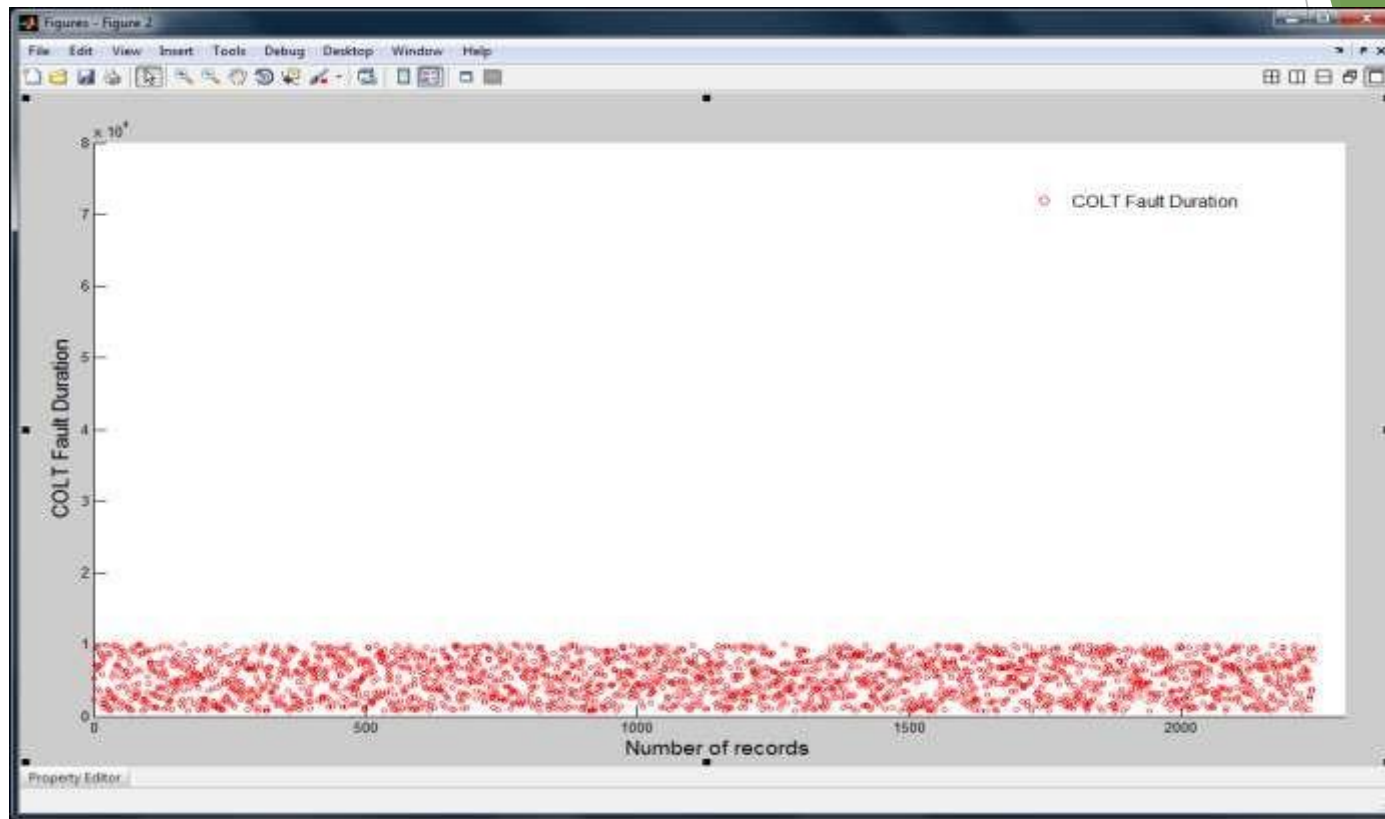 Figures - Figure 2
File Edit View Insert Tools Debug Desktop Window Help
x 10⁴
8
7
6
5
4
3
2
1
0
COLT Fault Duration
COLT Fault Duration
0 500 1000 1500 2000
Number of records
Property Editor